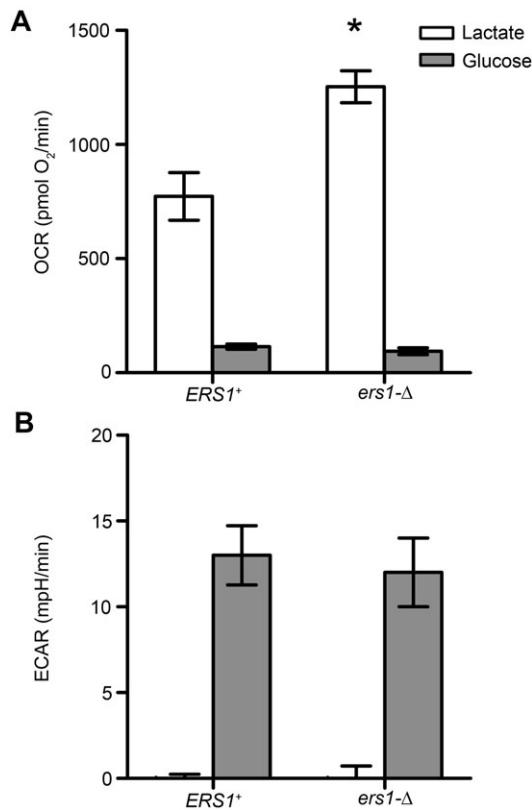 A
1500
*
Lactate
Glucose
1000
OCR (pmol O₂/min)
500
0
ERS1⁺
ers1-Δ
B
20
15
ECAR (mpH/min)
10
5
0
ERS1⁺
ers1-Δ